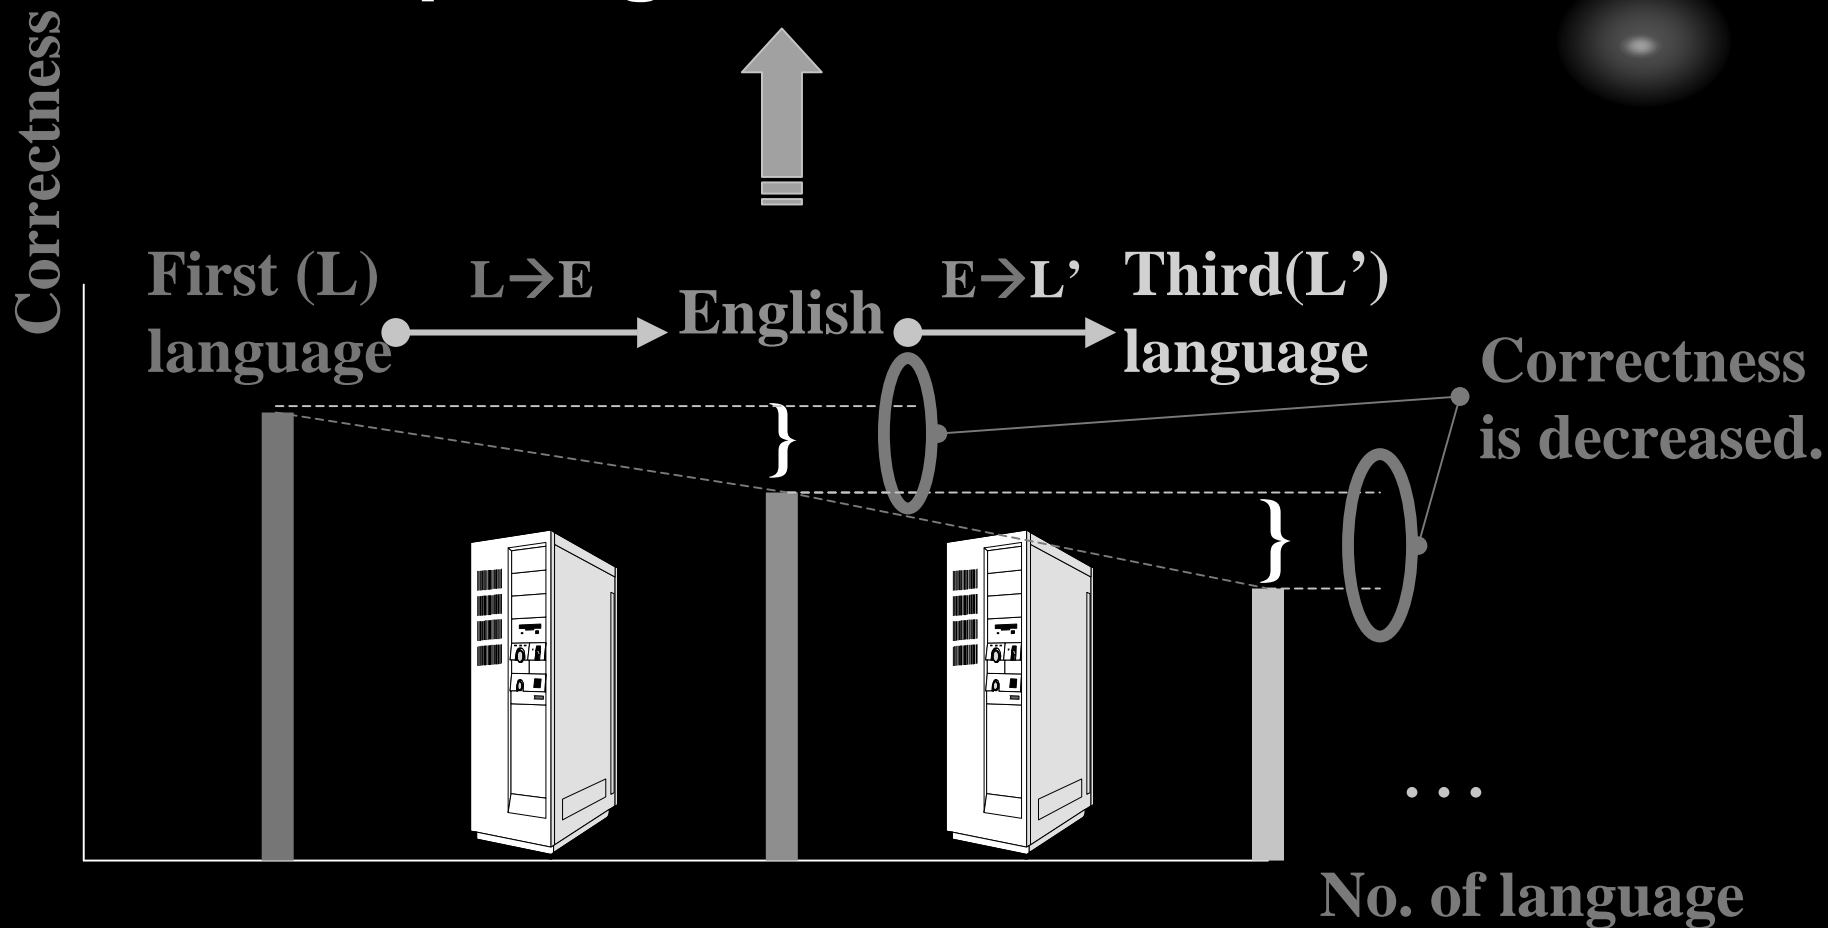 Correctness
First (L)
language
L→E
English
E→L’
Third(L’)
language
Correctness
is decreased.
}
}
...
No. of language